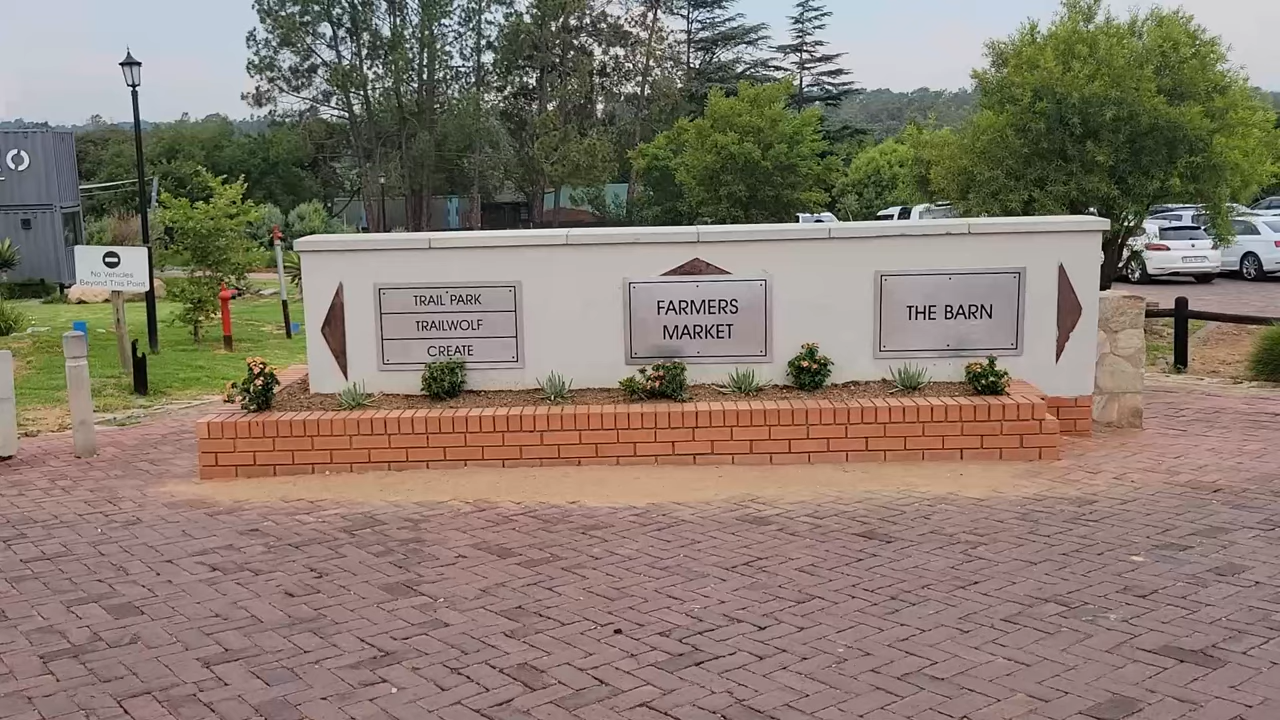 No Vehicles
Beyond This Point
TRAIL PARK
TRAILWOLF
CREATE
FARMERS
MARKET
THE BARN